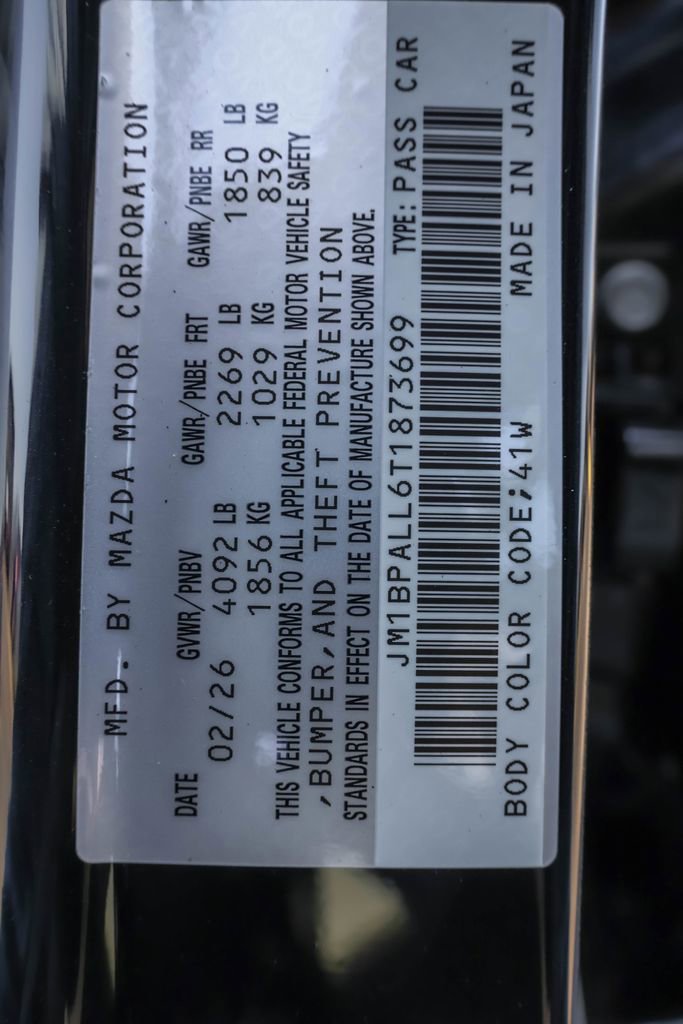 MFD. BY MAZDA MOTOR CORPORATION
DATE GVWR/PNBV GAWR/PNBE FRT GAWR/PNBE RR
02/26 4092 LB 2269 LB 1850 LB
1856 KG 1029 KG 839 KG
THIS VEHICLE CONFORMS TO ALL APPLICABLE FEDERAL MOTOR VEHICLE SAFETY
,BUMPER,AND THEFT PREVENTION
STANDARDS IN EFFECT ON THE DATE OF MANUFACTURE SHOWN ABOVE.
JM1BPALL6T1873699 TYPE: PASS CAR
BODY COLOR CODE;41W MADE IN JAPAN